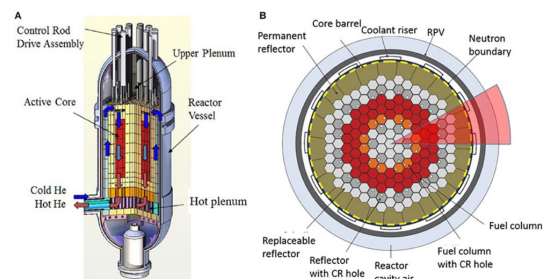 A
Control Rod
Drive Assembly
Upper Plenum
Active Core
Reactor
Vessel
Cold He
Hot He
Hot plenum
B
Core barrel
Coolant riser
Permanent
reflector
RPV
Neutron
boundary
Fuel column
Replaceable
reflector
Reflector
with CR hole
Reactor
cavity air
Fuel column
with CR hole